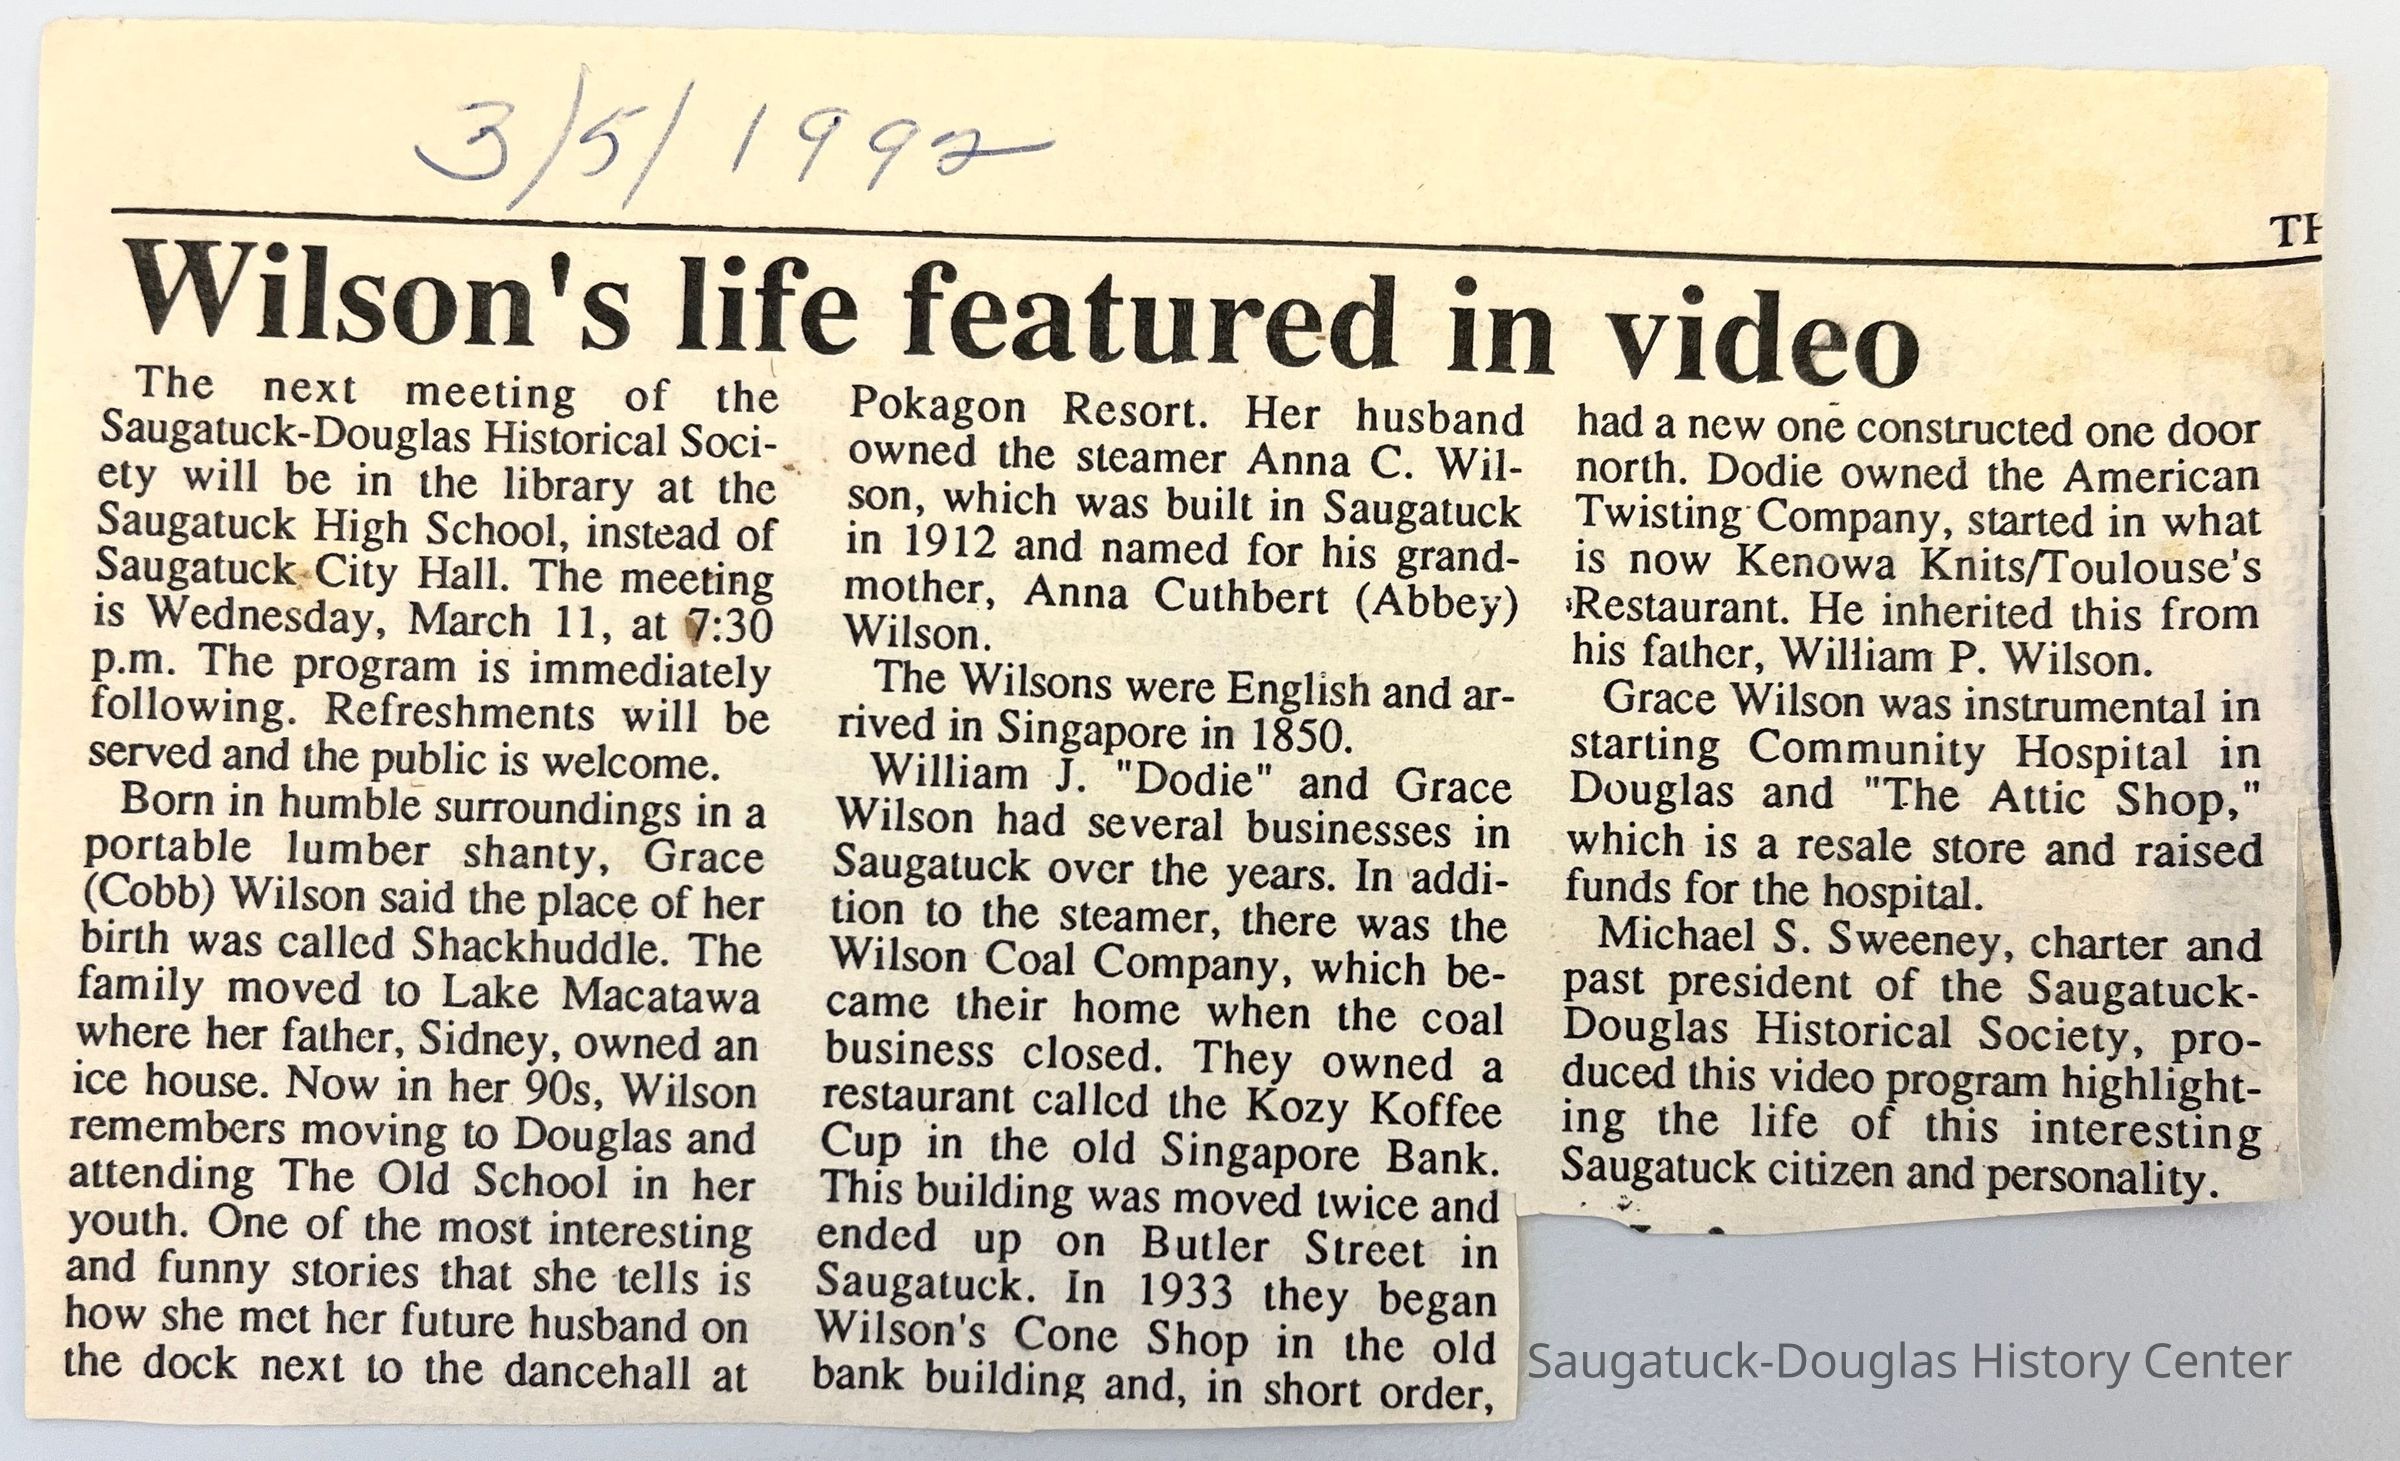 3/5/1992
TH
Wilson's life featured in video
The next meeting of the
Saugatuck-Douglas Historical Soci-
ety will be in the library at the
Saugatuck High School, instead of
Saugatuck City Hall. The meeting
is Wednesday, March 11, at 7:30
p.m. The program is immediately
following. Refreshments will be
served and the public is welcome.
Born in humble surroundings in a
portable lumber shanty, Grace
(Cobb) Wilson said the place of her
birth was called Shackhuddle. The
family moved to Lake Macatawa
where her father, Sidney, owned an
ice house. Now in her 90s, Wilson
remembers moving to Douglas and
attending The Old School in her
youth. One of the most interesting
and funny stories that she tells is
how she met her future husband on
the dock next to the dancehall at
Pokagon Resort. Her husband
owned the steamer Anna C. Wil-
son, which was built in Saugatuck
in 1912 and named for his grand-
mother, Anna Cuthbert (Abbey)
Wilson.
The Wilsons were English and ar-
rived in Singapore in 1850.
William J. "Dodie" and Grace
Wilson had several businesses in
Saugatuck over the years. In addi-
tion to the steamer, there was the
Wilson Coal Company, which be-
came their home when the coal
business closed. They owned a
restaurant called the Kozy Koffee
Cup in the old Singapore Bank.
This building was moved twice and
ended up on Butler Street in
Saugatuck. In 1933 they began
Wilson's Cone Shop in the old
bank building and, in short order,
had a new one constructed one door
north. Dodie owned the American
Twisting Company, started in what
is now Kenowa Knits/Toulouse's
Restaurant. He inherited this from
his father, William P. Wilson.
Grace Wilson was instrumental in
starting Community Hospital in
Douglas and "The Attic Shop,"
which is a resale store and raised
funds for the hospital.
Michael S. Sweeney, charter and
past president of the Saugatuck-
Douglas Historical Society, pro-
duced this video program highlight-
ing the life of this interesting
Saugatuck citizen and personality.
Saugatuck-Douglas History Center